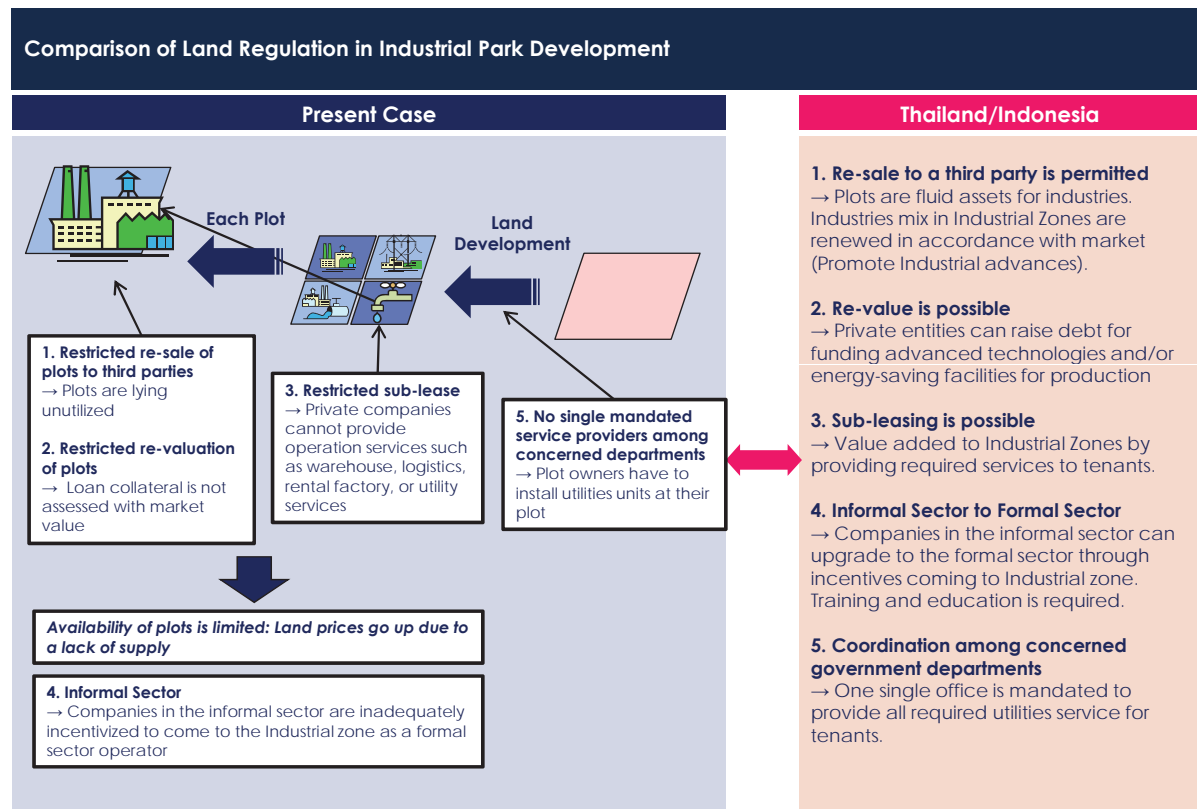 Comparison of Land Regulation in Industrial Park Development
Present Case
Each Plot
Land
Development
1. Restricted re-sale of
plots to third parties
→ Plots are lying
unutilized
2. Restricted re-valuation
of plots
→ Loan collateral is not
assessed with market
value
3. Restricted sub-lease
→ Private companies
cannot provide
operation services such
as warehouse, logistics,
rental factory, or utility
services
5. No single mandated
service providers among
concerned departments
→ Plot owners have to
install utilities units at their
plot
Availability of plots is limited: Land prices go up due to
a lack of supply
4. Informal Sector
→ Companies in the informal sector are inadequately
incentivized to come to the Industrial zone as a formal
sector operator
Thailand/Indonesia
1. Re-sale to a third party is permitted
→ Plots are fluid assets for industries.
Industries mix in Industrial Zones are
renewed in accordance with market
(Promote Industrial advances).
2. Re-value is possible
→ Private entities can raise debt for
funding advanced technologies and/or
energy-saving facilities for production
3. Sub-leasing is possible
→ Value added to Industrial Zones by
providing required services to tenants.
4. Informal Sector to Formal Sector
→ Companies in the informal sector can
upgrade to the formal sector through
incentives coming to Industrial zone.
Training and education is required.
5. Coordination among concerned
government departments
→ One single office is mandated to
provide all required utilities service for
tenants.